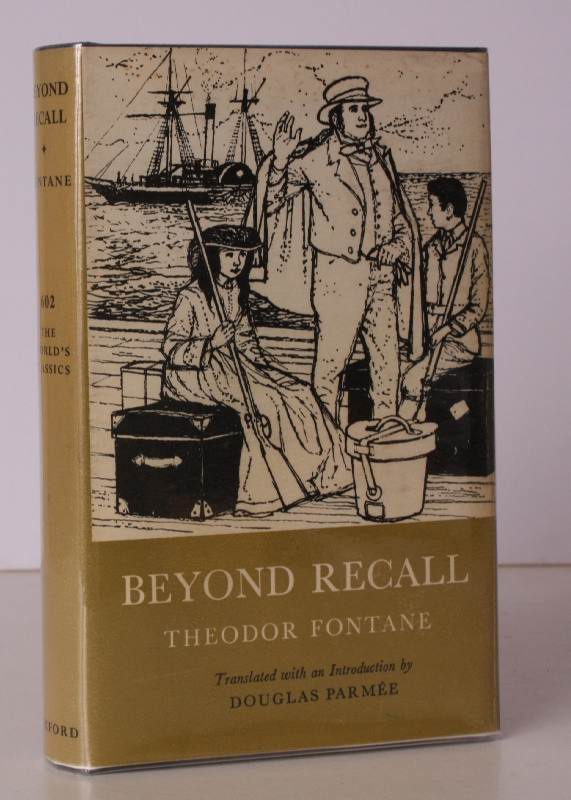 BEYOND
RECALL
FONTANE
602
THE
WORLD'S
CLASSICS
OXFORD
BEYOND RECALL
THEODOR FONTANE
Translated with an Introduction by
DOUGLAS PARMÉE